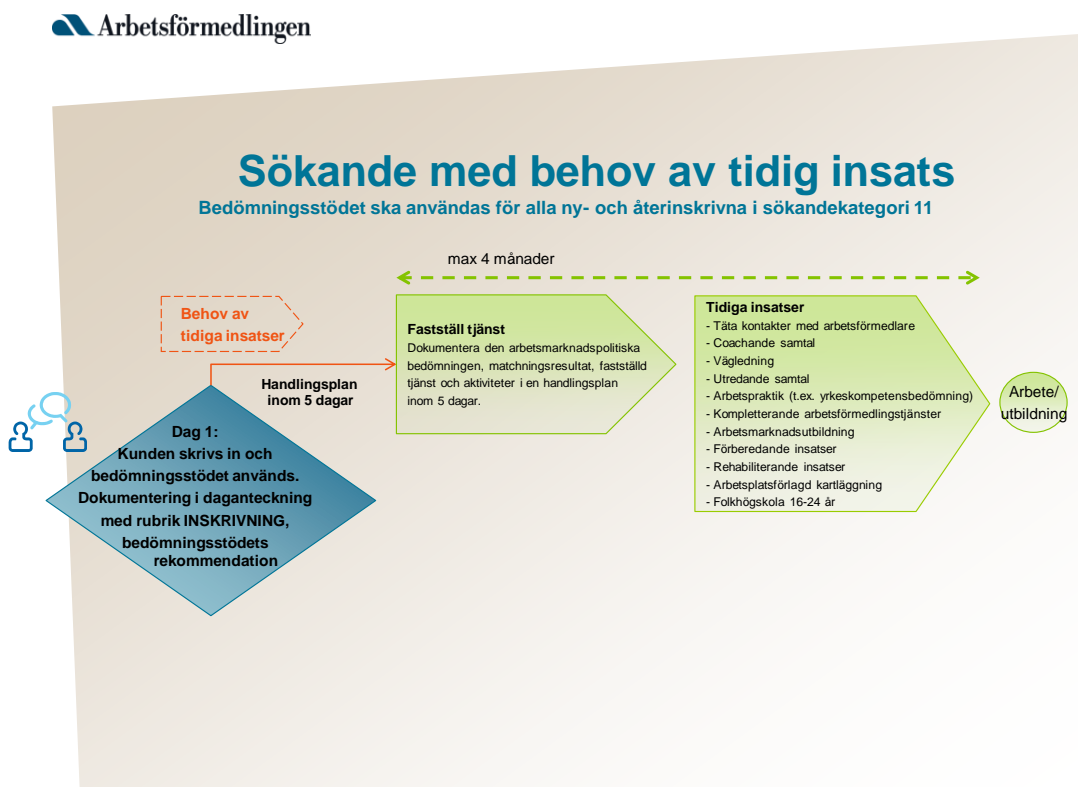 Arbetsförmedlingen
Sökande med behov av tidig insats
Bedömningsstödet ska användas för alla ny- och återinskrivna i sökandekategori 11
max 4 månader
Behov av
tidiga insatser
Handlingsplan
inom 5 dagar
Dag 1:
Kunden skrivs in och
bedömningsstödet används.
Dokumentering i daganteckning
med rubrik INSKRIVNING,
bedömningsstödets
rekommendation
Fastställ tjänst
Dokumentera den arbetsmarknadspolitiska
bedömningen, matchningsresultat, fastställd
tjänst och aktiviteter i en handlingsplan
inom 5 dagar.
Tidiga insatser
- Täta kontakter med arbetsförmedlare
- Coachande samtal
- Vägledning
- Utredande samtal
- Arbetspraktik (t.ex. yrkeskompetensbedömning)
- Kompletterande arbetsförmedlingstjänster
- Arbetsmarknadsutbildning
- Förberedande insatser
- Rehabiliterande insatser
- Arbetsplatsförlagd kartläggning
- Folkhögskola 16-24 år
Arbete/
utbildning